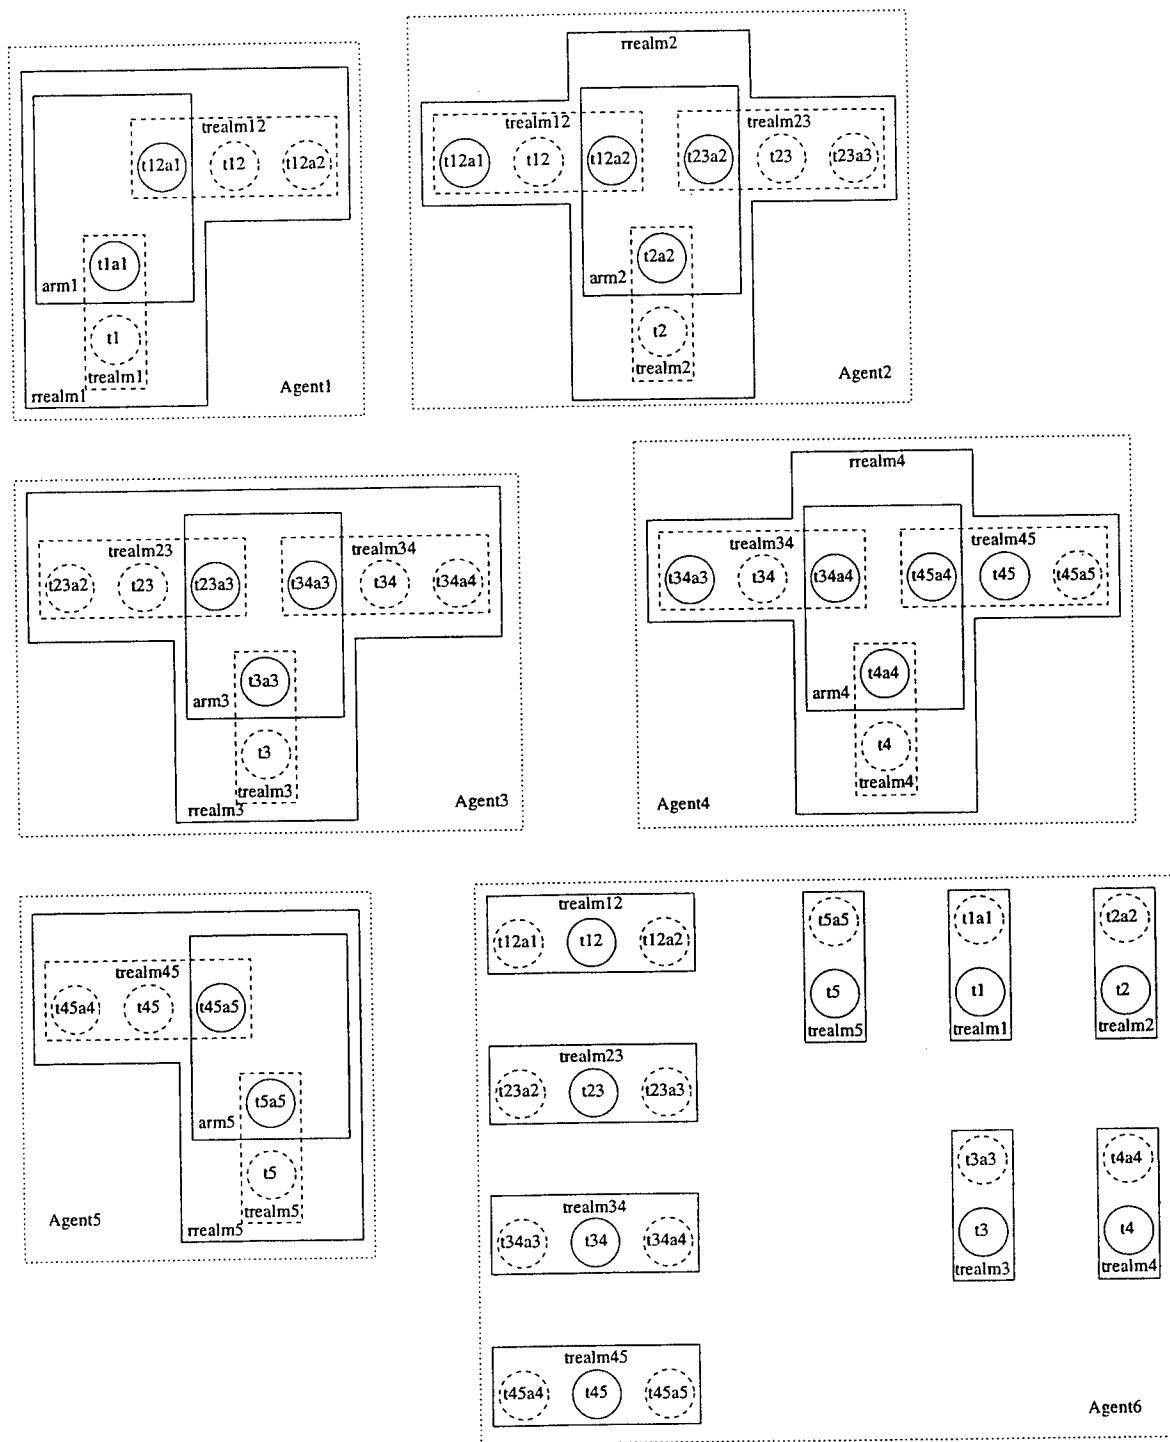 trealm12
t12a1 t12 t12a2
t1a1
arm1
t1
trealm1
rrealm1
Agent1
rrealm2
trealm12 trealm23
t12a1 t12 t12a2 t23a2 t23 t23a3
t2a2
arm2
t2
trealm2
Agent2
trealm23 trealm34
t23a2 t23 t23a3 t34a3 t34 t34a4
t3a3
arm3
t3
trealm3
rrealm3
Agent3
rrealm4
trealm34 trealm45
t34a3 t34 t34a4 t45a4 t45 t45a5
t4a4
arm4
t4
trealm4
Agent4
trealm45
t45a4 t45 t45a5
t5a5
arm5
t5
trealm5
rrealm5
Agent5
trealm12
t12a1 t12 t12a2
t5a5 t1a1 t2a2
t5 t1 t2
trealm5 trealm1 trealm2
trealm23
t23a2 t23 t23a3
t3a3 t4a4
t3 t4
trealm3 trealm4
trealm34
t34a3 t34 t34a4
trealm45
t45a4 t45 t45a5
Agent6